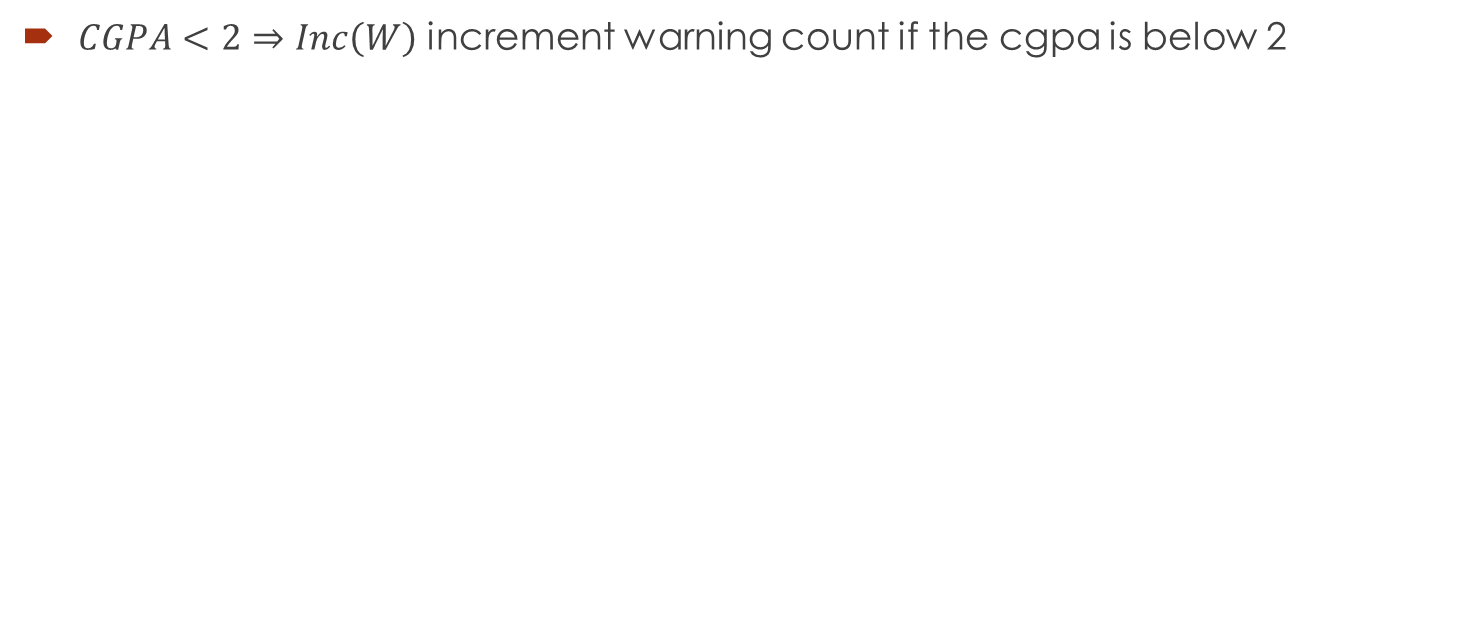 CGPA < 2 ⇒ Inc(W) increment warning count if the cgpa is below 2